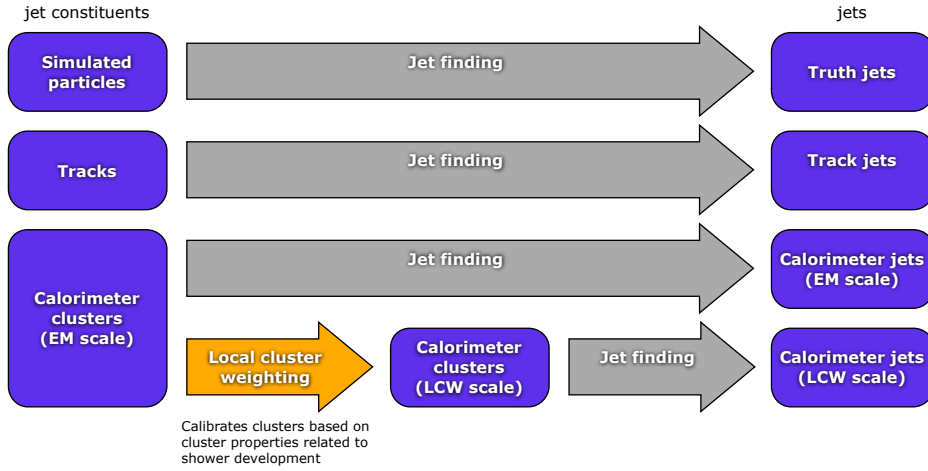 jet constituents
jets
Simulated
particles
Jet finding
Truth jets
Tracks
Jet finding
Track jets
Calorimeter
clusters
(EM scale)
Jet finding
Calorimeter jets
(EM scale)
Local cluster
weighting
Calorimeter
clusters
(LCW scale)
Jet finding
Calorimeter jets
(LCW scale)
Calibrates clusters based on
cluster properties related to
shower development